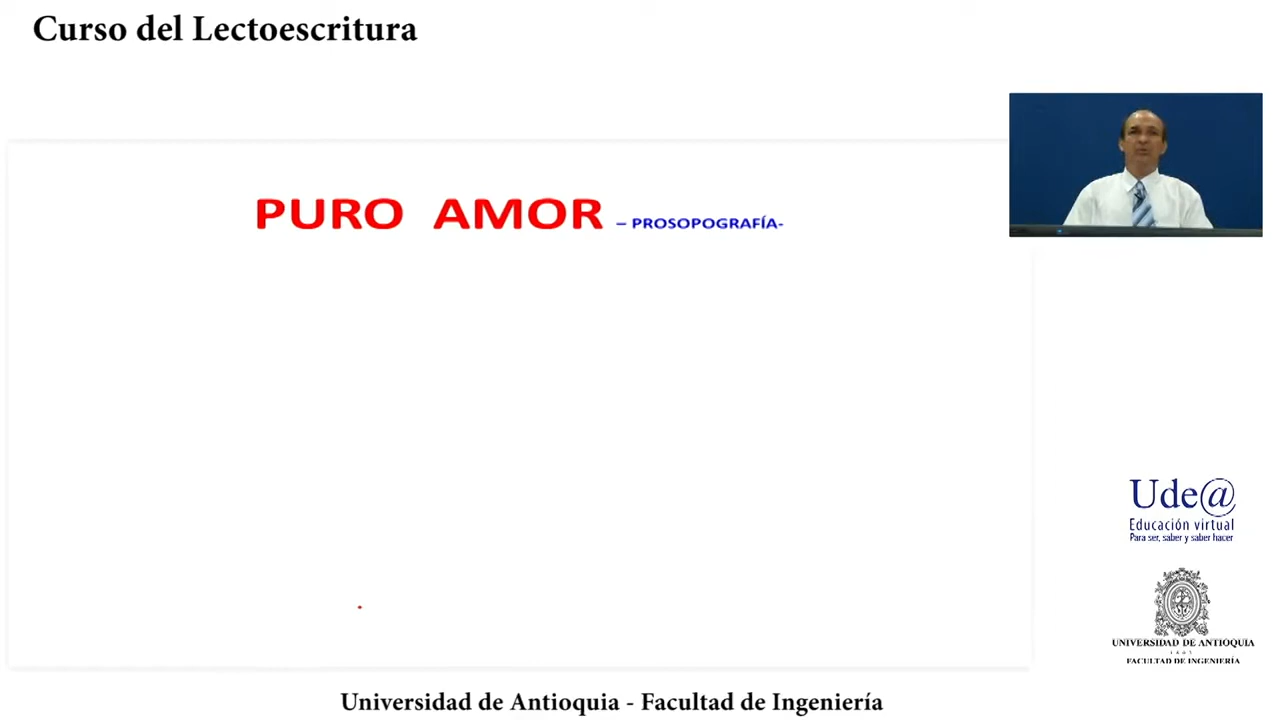 Curso del Lectoescritura
PURO AMOR – PROSOPOGRAFÍA-
Ude@
Educación virtual
Para ser, saber y saber hacer
UNIVERSIDAD DE ANTIOQUIA
1803
FACULTAD DE INGENIERÍA
Universidad de Antioquia - Facultad de Ingeniería